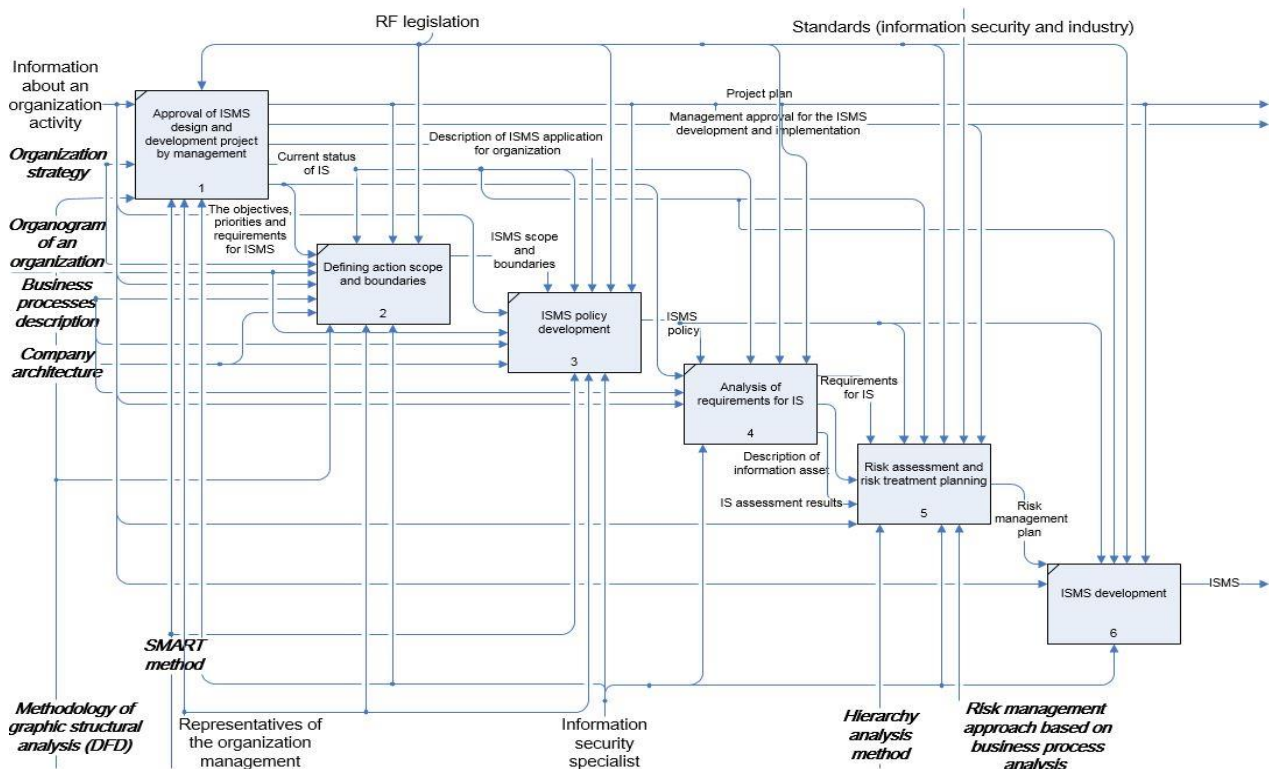 RF legislation
Standards (information security and industry)
Information
about an
organization
activity
Organization
strategy
Organogram
of an
organization
Business
processes
description
Company
architecture
Approval of ISMS
design and
development project
by management
1
Project plan
Management approval for the ISMS
development and implementation
Description of ISMS application
for organization
Current status
of IS
The objectives,
priorities and
requirements
for ISMS
Defining action scope
and boundaries
2
ISMS scope
and
boundaries
ISMS policy
development
3
ISMS
policy
Analysis of
requirements for IS
4
Requirements
for IS
Description of
information asset
IS assessment results
Risk assessment and
risk treatment planning
5
Risk
management
plan
ISMS development
6
ISMS
SMART
method
Methodology of
graphic structural
analysis (DFD)
Representatives of
the organization
management
Information
security
specialist
Hierarchy
analysis
method
Risk management
approach based on
business process
analysis